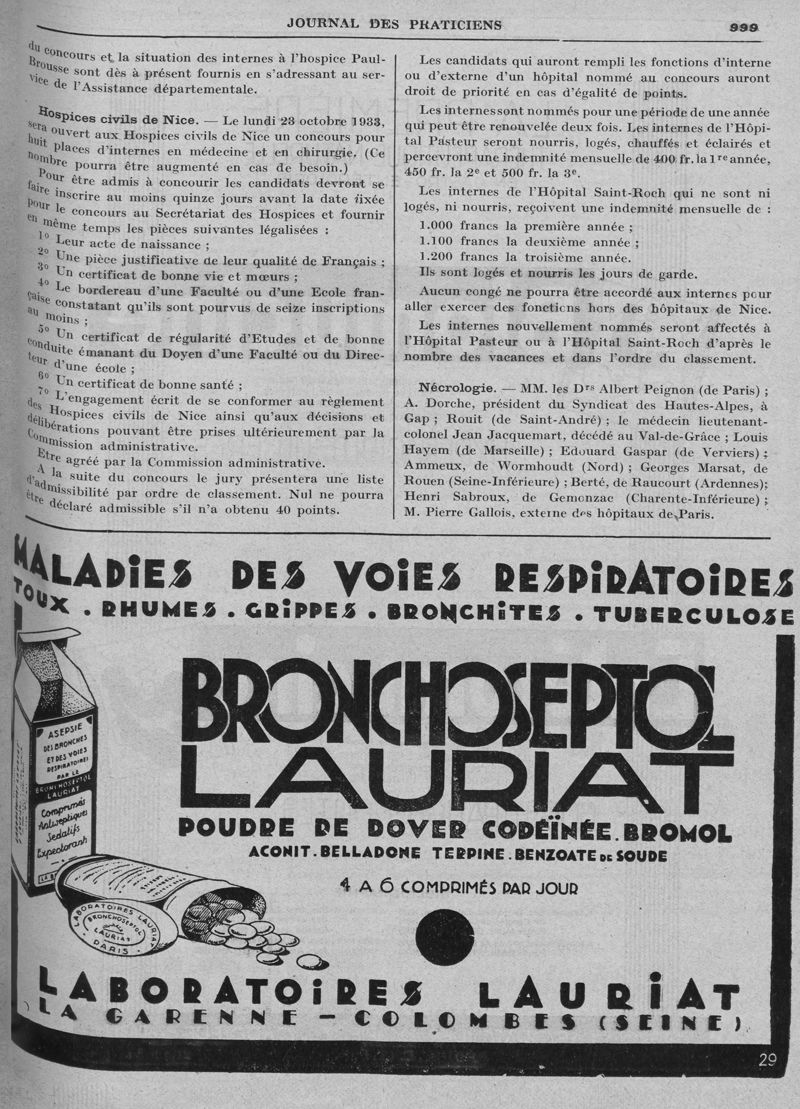 JOURNAL DES PRATICIENS
999
du concours et la situation des internes à l'hospice Paul-
Brousse sont dès à présent fournis en s'adressant au ser-
vice de l'Assistance départementale.
Hospices civils de Nice. — Le lundi 23 octobre 1933,
sera ouvert aux Hospices civils de Nice un concours pour
huit places d'internes en médecine et en chirurgie. (Ce
nombre pourra être augmenté en cas de besoin.)
Pour être admis à concourir les candidats devront se
faire inscrire au moins quinze jours avant la date fixée
pour le concours au Secrétariat des Hospices et fournir
en même temps les pièces suivantes légalisées :
1º Leur acte de naissance ;
2º Une pièce justificative de leur qualité de Français ;
3º Un certificat de bonne vie et mœurs ;
4º Le bordereau d'une Faculté ou d'une Ecole fran-
çaise constatant qu'ils sont pourvus de seize inscriptions
au moins ;
5º Un certificat de régularité d'Etudes et de bonne
conduite émanant du Doyen d'une Faculté ou du Direc-
teur d'une école ;
6º Un certificat de bonne santé ;
7º L'engagement écrit de se conformer au règlement
des Hospices civils de Nice ainsi qu'aux décisions et
délibérations pouvant être prises ultérieurement par la
Commission administrative.
Etre agréé par la Commission administrative.
A la suite du concours le jury présentera une liste
d'admissibilité par ordre de classement. Nul ne pourra
être déclaré admissible s'il n'a obtenu 40 points.
Les candidats qui auront rempli les fonctions d'interne
ou d'externe d'un hôpital nommé au concours auront
droit de priorité en cas d'égalité de points.
Les internes sont nommés pour une période de une année
qui peut être renouvelée deux fois. Les internes de l'Hôpi-
tal Pasteur seront nourris, logés, chauffés et éclairés et
percevront une indemnité mensuelle de 400 fr. la 1re année,
450 fr. la 2e et 500 fr. la 3e.
Les internes de l'Hôpital Saint-Roch qui ne sont ni
logés, ni nourris, reçoivent une indemnité mensuelle de :
1.000 francs la première année ;
1.100 francs la deuxième année ;
1.200 francs la troisième année.
Ils sont logés et nourris les jours de garde.
Aucun congé ne pourra être accordé aux internes pour
aller exercer des fonctions hors des hôpitaux de Nice.
Les internes nouvellement nommés seront affectés à
l'Hôpital Pasteur ou à l'Hôpital Saint-Roch d'après le
nombre des vacances et dans l'ordre du classement.
Nécrologie. — MM. les Drs Albert Peignon (de Paris) ;
A. Dorche, président du Syndicat des Hautes-Alpes, à
Gap ; Rouit (de Saint-André) ; le médecin lieutenant-
colonel Jean Jacquemart, décédé au Val-de-Grâce ; Louis
Hayem (de Marseille) ; Edouard Gaspar (de Verviers) ;
Ammeux, de Wormhoudt (Nord) ; Georges Marsat, de
Rouen (Seine-Inférieure) ; Berté, de Raucourt (Ardennes);
Henri Sabroux, de Gemonzac (Charente-Inférieure) ;
M. Pierre Gallois, externe des hôpitaux de Paris.
MALADIES DES VOIES RESPIRATOIRES
TOUX . RHUMES . GRIPPES . BRONCHITES . TUBERCULOSE
BRONCHOSEPTOL
LAURIAT
POUDRE DE DOVER CODÉÏNÉE . BROMOL
ACONIT . BELLADONE TERPINE . BENZOATE DE SOUDE
4 A 6 COMPRIMÉS PAR JOUR
ASEPSIE
DES BRONCHES
ET DES VOIES
RESPIRATOIRES
PAR LE
BRONCHOSEPTOL
LAURIAT
Comprimés
Antiseptiques
Sedatifs
Expectorants
LABORATOIRES LAURIAT
BRONCHOSEPTOL
LAURIAT
PARIS
LABORATOIRES LAURIAT
LA GARENNE — COLOMBES (SEINE)
29